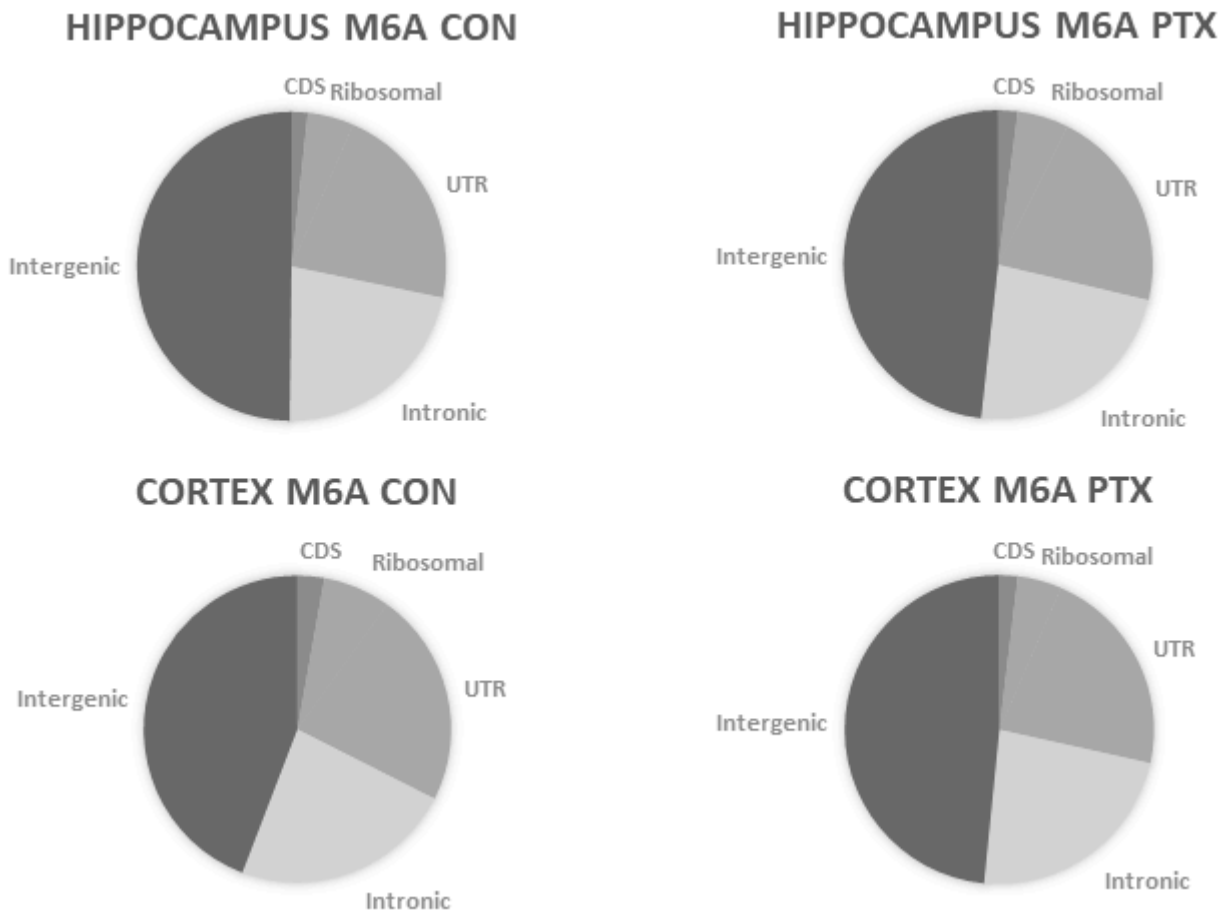 HIPPOCAMPUS M6A CON
CDS
Ribosomal
UTR
Intergenic
Intronic
HIPPOCAMPUS M6A PTX
CDS
Ribosomal
UTR
Intergenic
Intronic
CORTEX M6A CON
CDS
Ribosomal
UTR
Intergenic
Intronic
CORTEX M6A PTX
CDS
Ribosomal
UTR
Intergenic
Intronic